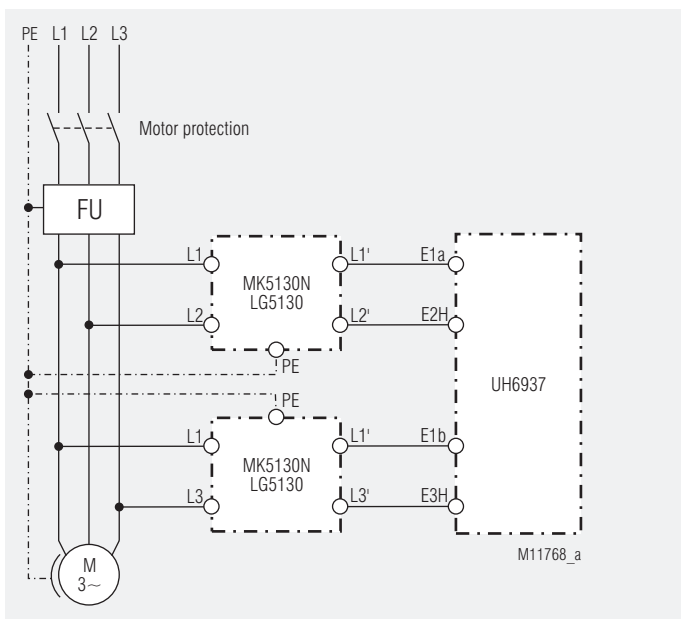 PE L1 L2 L3
Motor protection
FU
L1 L1' E1a
MK5130N
LG5130
L2 L2' E2H
PE
UH6937
PE
L1 L1' E1b
MK5130N
LG5130
L3 L3' E3H
M11768_a
M
3~